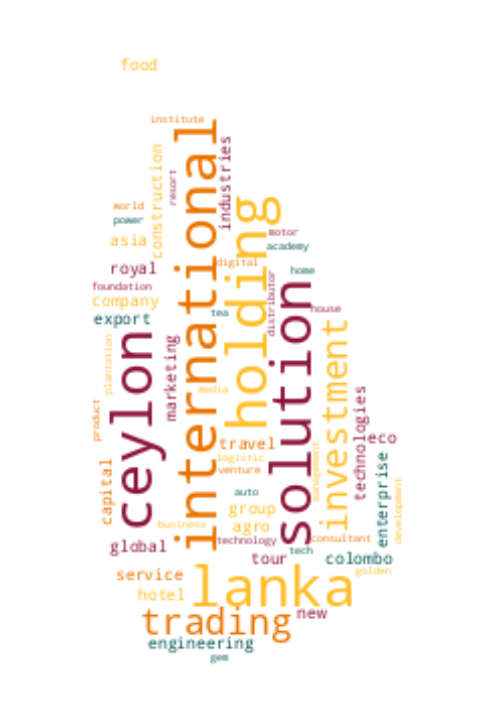 food
institute
international
industries
construction
resort
world
power
asia
holding
motor
academy
royal
digital
home
foundation
distributor
company
solution
tea
house
export
investment
ceylon
marketing
plantation
technologies
media
product
travel
eco
logistic
management
venture
enterprise
capital
development
auto
group
business
agro
global
technology
consultant
tech
tour
colombo
service
golden
lanka
hotel
trading
new
engineering
gem